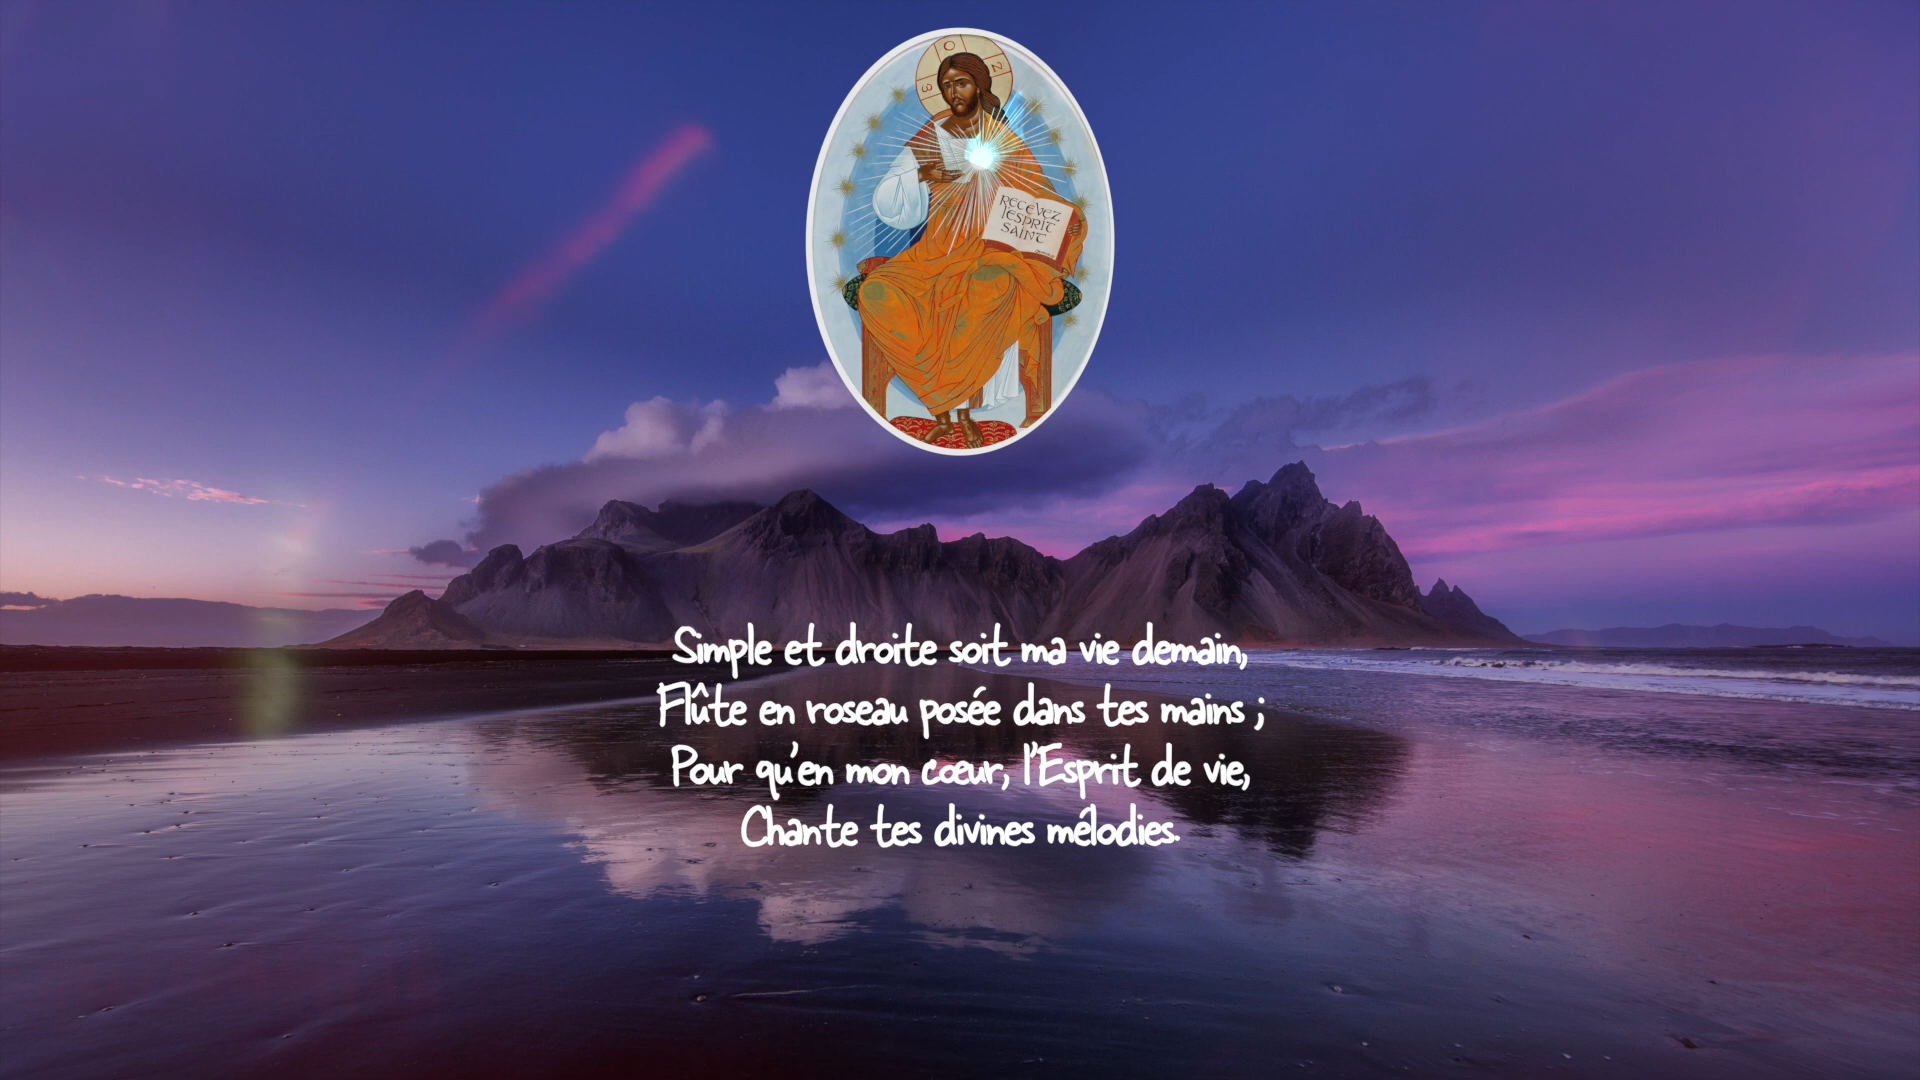 O
N
RECEVEZ
l'ESPRIT
SAINT
Simple et droite soit ma vie demain,
Flûte en roseau posée dans tes mains ;
Pour qu'en mon cœur, l'Esprit de vie,
Chante tes divines mélodies.